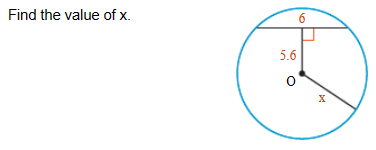 Find the value of x.
6
5.6
O
x